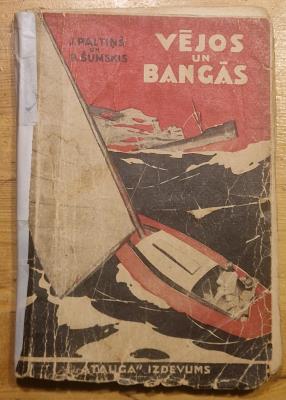 J. PALTIŅŠ
UN
B. ŠUMSKIS
VĒJOS
UN
BANGĀS
„ATAUGA" IZDEVUMS